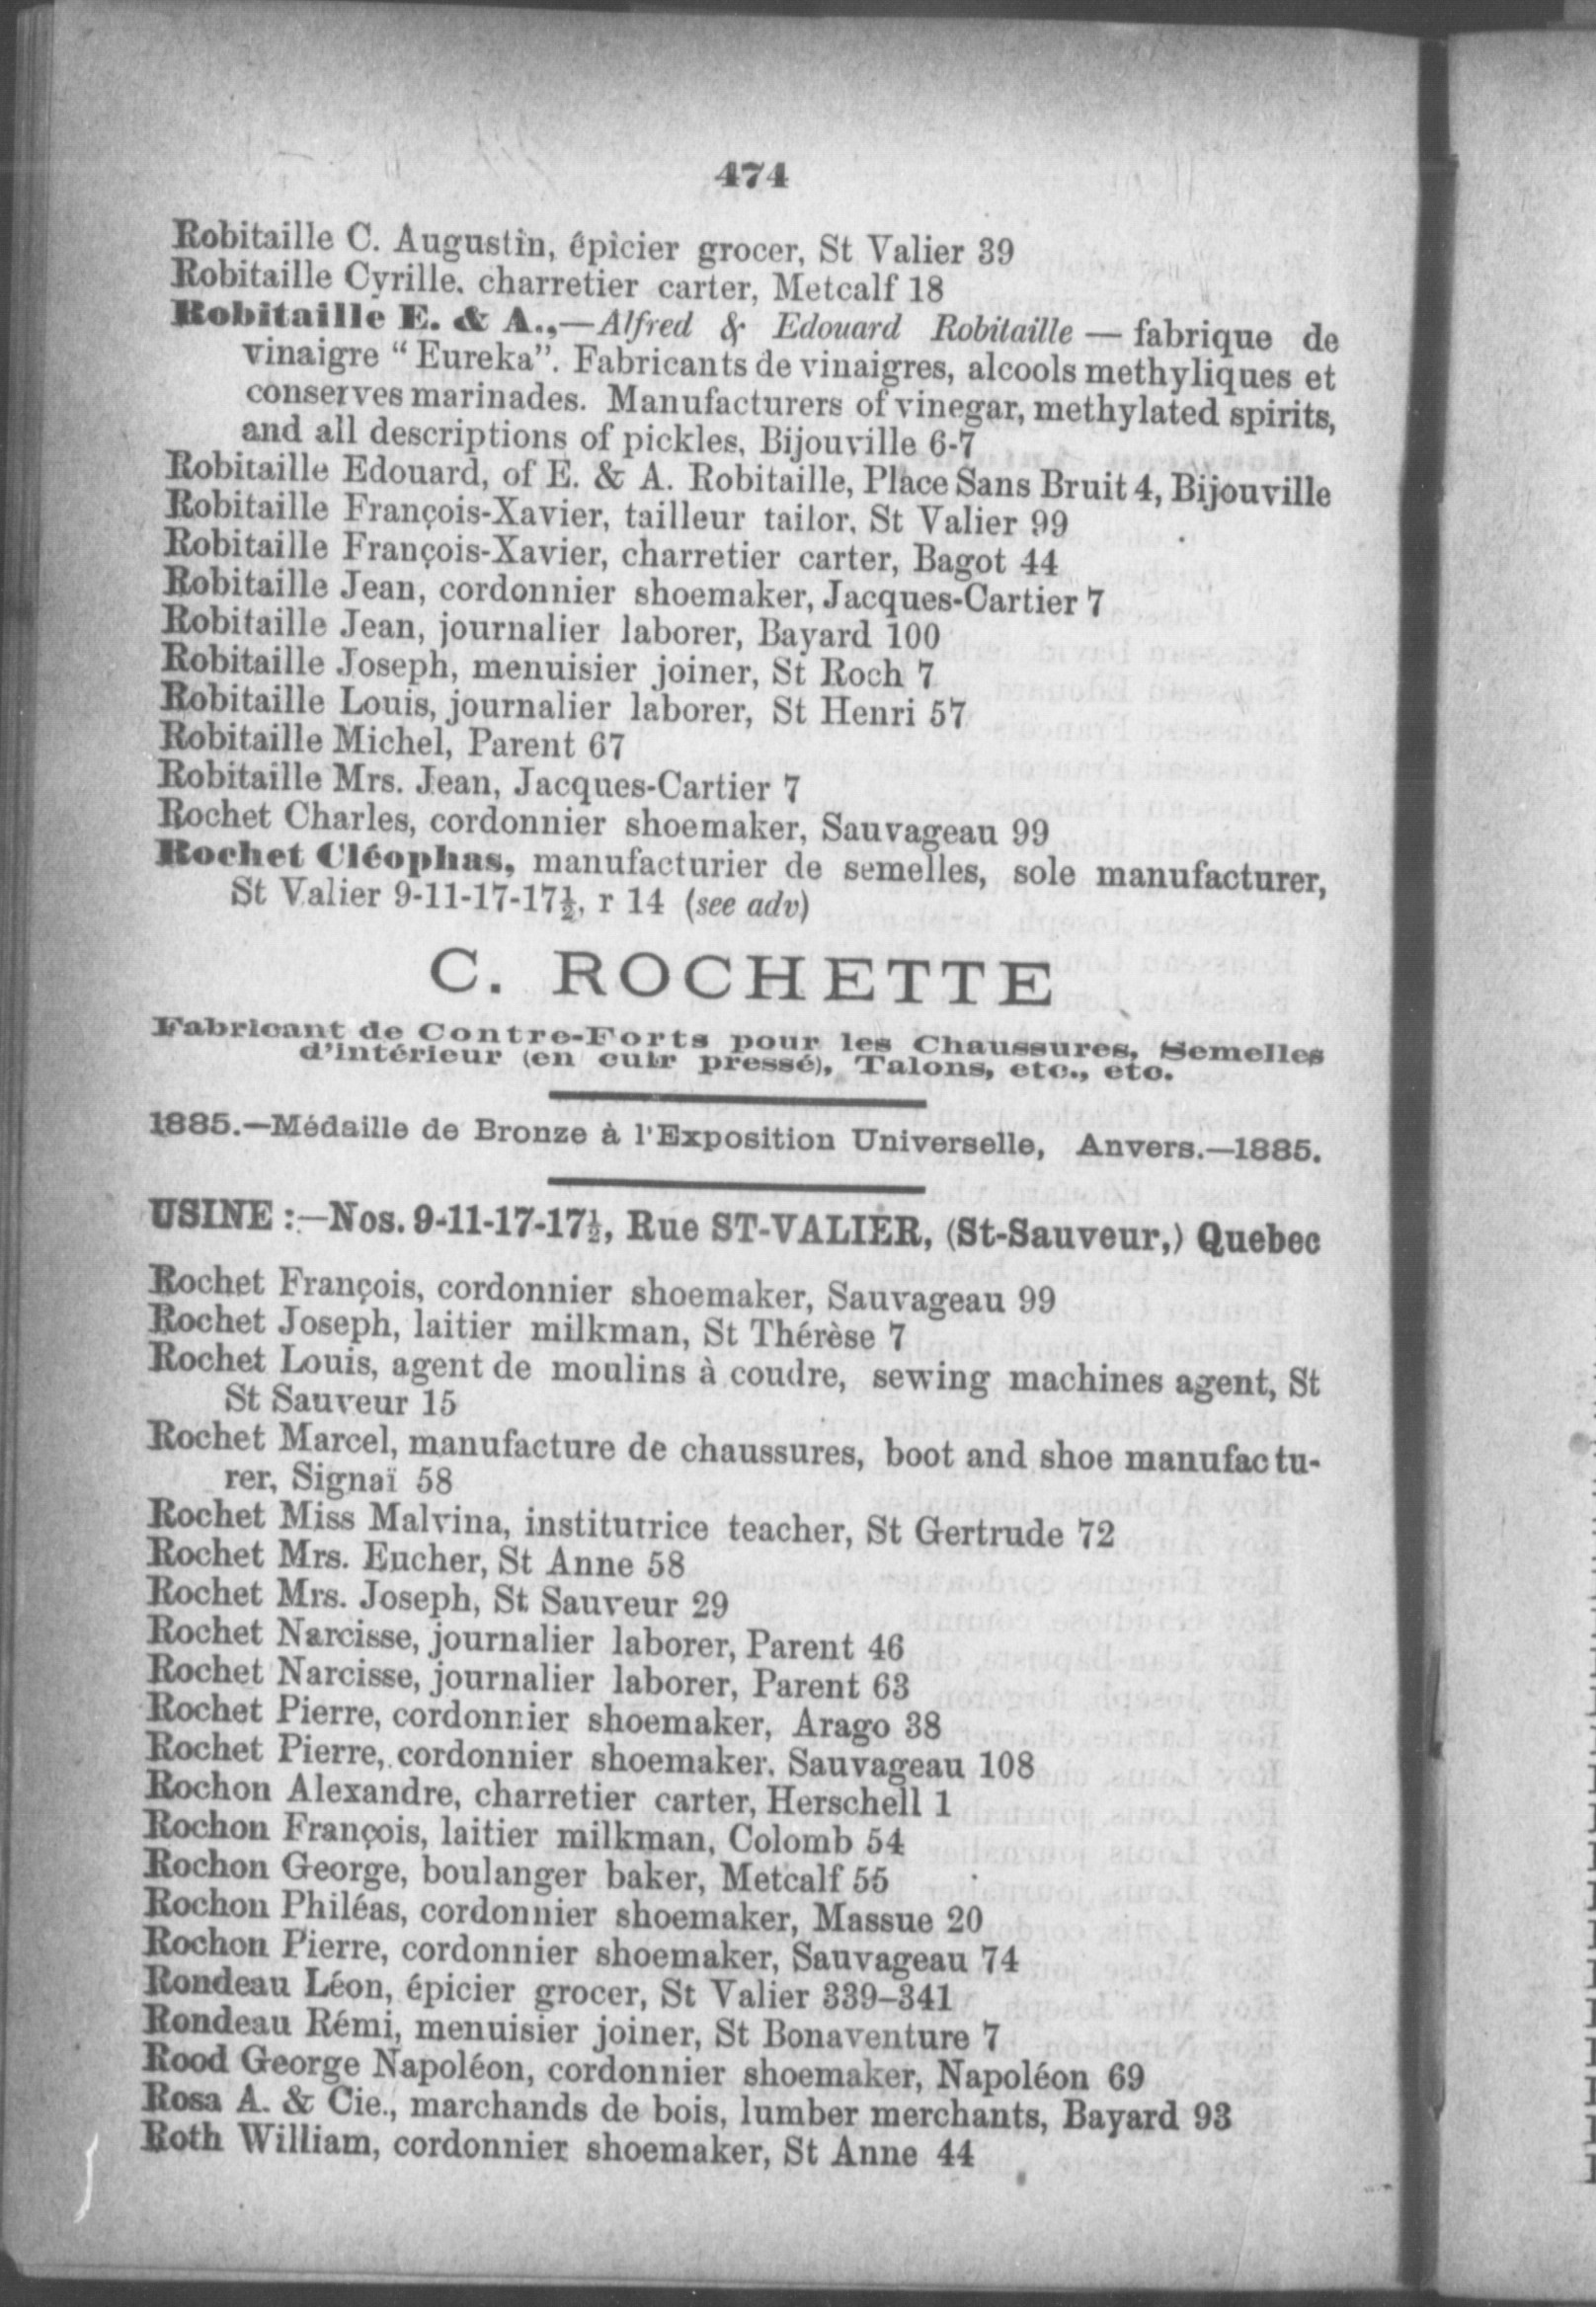 474
Robitaille C. Augustin, épicier grocer, St Valier 39
Robitaille Cyrille, charretier carter, Metcalf 18
Robitaille E. & A.,—Alfred & Edouard Robitaille — fabrique de
vinaigre “Eureka”. Fabricants de vinaigres, alcools methyliques et
conserves marinades. Manufacturers of vinegar, methylated spirits,
and all descriptions of pickles, Bijouville 6-7
Robitaille Edouard, of E. & A. Robitaille, Place Sans Bruit 4, Bijouville
Robitaille François-Xavier, tailleur tailor, St Valier 99
Robitaille François-Xavier, charretier carter, Bagot 44
Robitaille Jean, cordonnier shoemaker, Jacques-Cartier 7
Robitaille Jean, journalier laborer, Bayard 100
Robitaille Joseph, menuisier joiner, St Roch 7
Robitaille Louis, journalier laborer, St Henri 57
Robitaille Michel, Parent 67
Robitaille Mrs. Jean, Jacques-Cartier 7
Rochet Charles, cordonnier shoemaker, Sauvageau 99
Rochet Cléophas, manufacturier de semelles, sole manufacturer,
St Valier 9-11-17-17½, r 14 (see adv)
C. ROCHETTE
Fabricant de Contre-Forts pour les Chaussures, Semelles
d'intérieur (en cuir pressé), Talons, etc., etc.
1885.—Médaille de Bronze à l'Exposition Universelle, Anvers.—1885.
USINE :—Nos. 9-11-17-17½, Rue ST-VALIER, (St-Sauveur,) Quebec
Rochet François, cordonnier shoemaker, Sauvageau 99
Rochet Joseph, laitier milkman, St Thérèse 7
Rochet Louis, agent de moulins à coudre, sewing machines agent, St
St Sauveur 15
Rochet Marcel, manufacture de chaussures, boot and shoe manufactu-
rer, Signaï 58
Rochet Miss Malvina, institutrice teacher, St Gertrude 72
Rochet Mrs. Eucher, St Anne 58
Rochet Mrs. Joseph, St Sauveur 29
Rochet Narcisse, journalier laborer, Parent 46
Rochet Narcisse, journalier laborer, Parent 63
Rochet Pierre, cordonnier shoemaker, Arago 38
Rochet Pierre, cordonnier shoemaker, Sauvageau 108
Rochon Alexandre, charretier carter, Herschell 1
Rochon François, laitier milkman, Colomb 54
Rochon George, boulanger baker, Metcalf 55
Rochon Philéas, cordonnier shoemaker, Massue 20
Rochon Pierre, cordonnier shoemaker, Sauvageau 74
Rondeau Léon, épicier grocer, St Valier 339–341
Rondeau Rémi, menuisier joiner, St Bonaventure 7
Rood George Napoléon, cordonnier shoemaker, Napoléon 69
Rosa A. & Cie., marchands de bois, lumber merchants, Bayard 93
Roth William, cordonnier shoemaker, St Anne 44